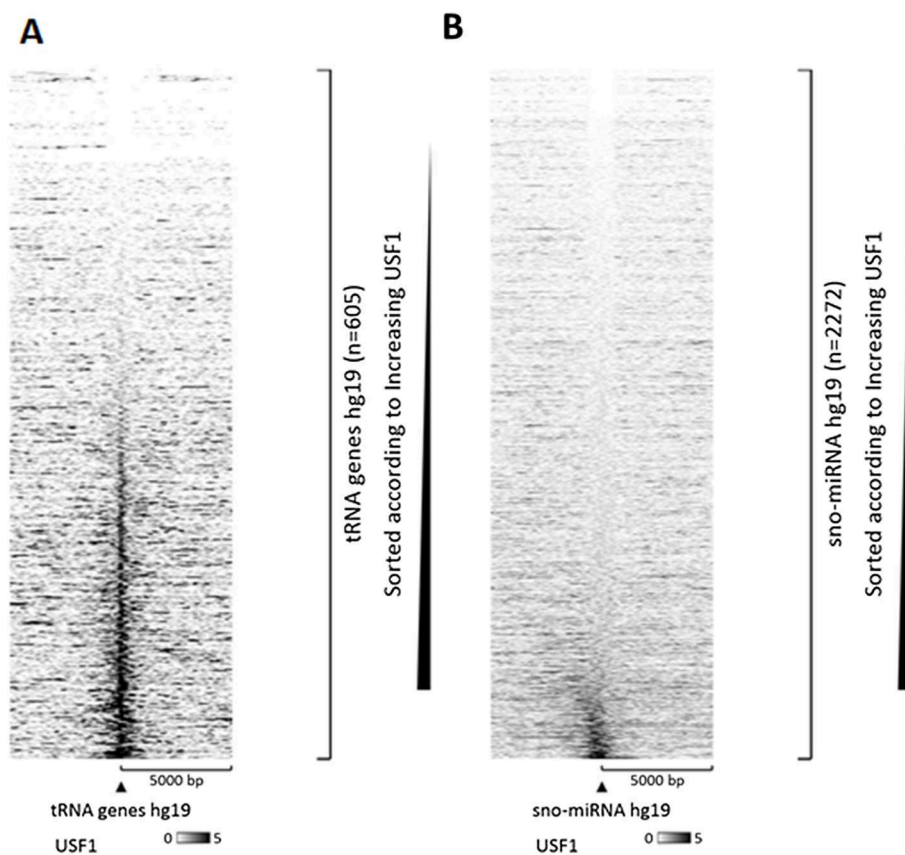 A
B
tRNA genes hg19 (n=605)
Sorted according to Increasing USF1
sno-miRNA hg19 (n=2272)
Sorted according to Increasing USF1
5000 bp
5000 bp
tRNA genes hg19
sno-miRNA hg19
USF1
0
5
USF1
0
5